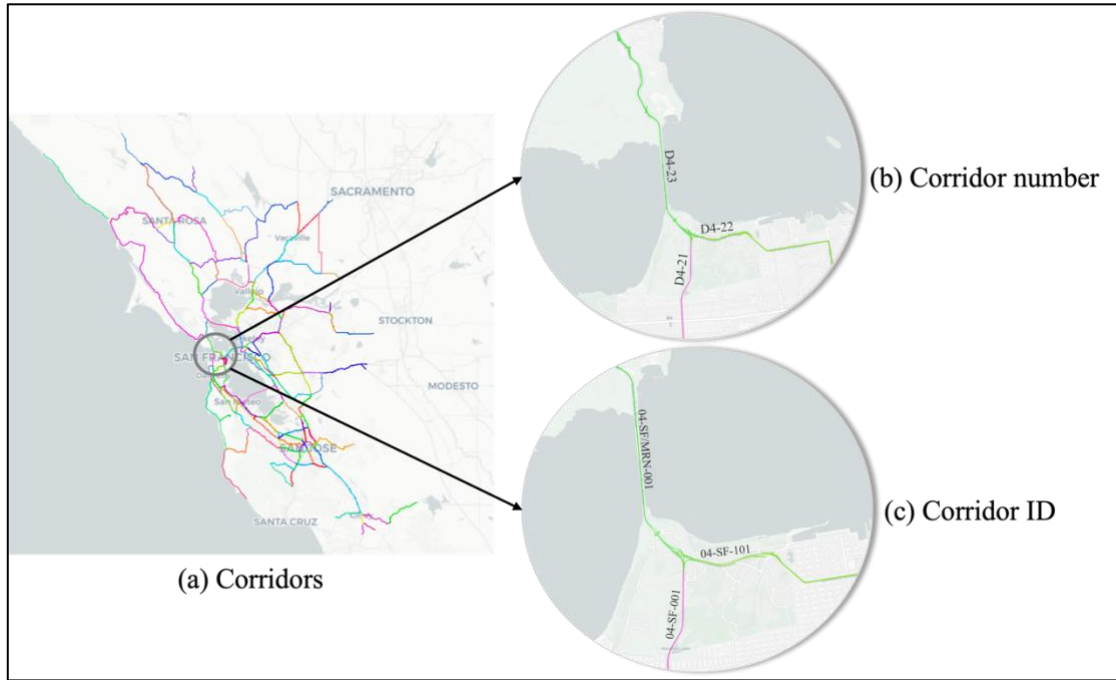 SACRAMENTO
SANTA ROSA
Vacaville
Vallejo
STOCKTON
SAN FRANCISCO
MODESTO
San Mateo
SAN JOSE
SANTA CRUZ
(a) Corridors
D4-23
D4-22
D4-21
(b) Corridor number
04-SF/MRN-001
04-SF-101
04-SF-001
(c) Corridor ID